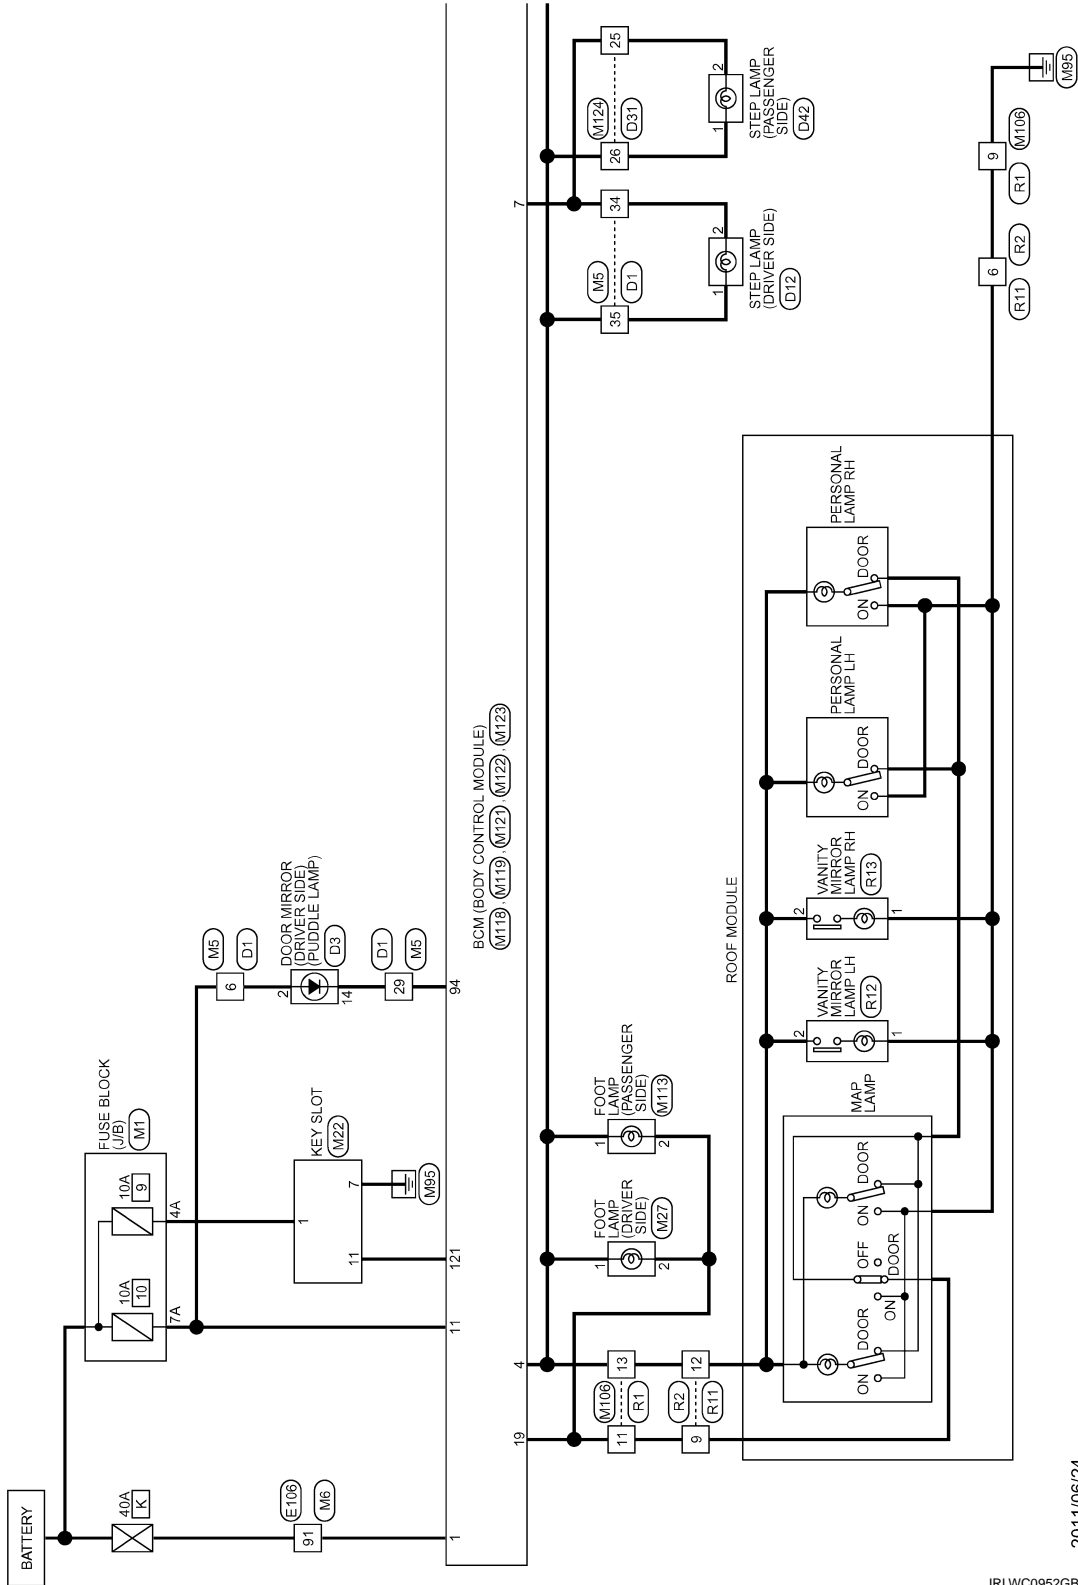 BATTERY
40A
K
E106
91
M6
1
FUSE BLOCK
(J/B)
M1
10A
9
10A
10
4A
7A
KEY SLOT
M22
1
7
11
M95
121
11
M5
6
D1
DOOR MIRROR
(DRIVER SIDE)
(PUDDLE LAMP)
D3
2
14
D1
29
M5
94
BCM (BODY CONTROL MODULE)
M118 , M119 , M121 , M122 , M123
19
4
7
FOOT
LAMP
(DRIVER
SIDE)
M27
1
2
FOOT
LAMP
(PASSENGER
SIDE)
M113
1
2
M5
D1
35
34
STEP LAMP
(DRIVER SIDE)
D12
1
2
M124
D31
26
25
STEP LAMP
(PASSENGER
SIDE)
D42
1
2
M106
R1
11
13
R2
R11
9
12
ROOF MODULE
MAP
LAMP
ON
DOOR
ON
OFF
DOOR
ON
DOOR
VANITY
MIRROR
LAMP LH
R12
2
1
VANITY
MIRROR
LAMP RH
R13
2
1
PERSONAL
LAMP LH
ON
DOOR
PERSONAL
LAMP RH
ON
DOOR
R11
6
R2
R1
9
M106
M95
2011/06/24
JRLWC0952GB